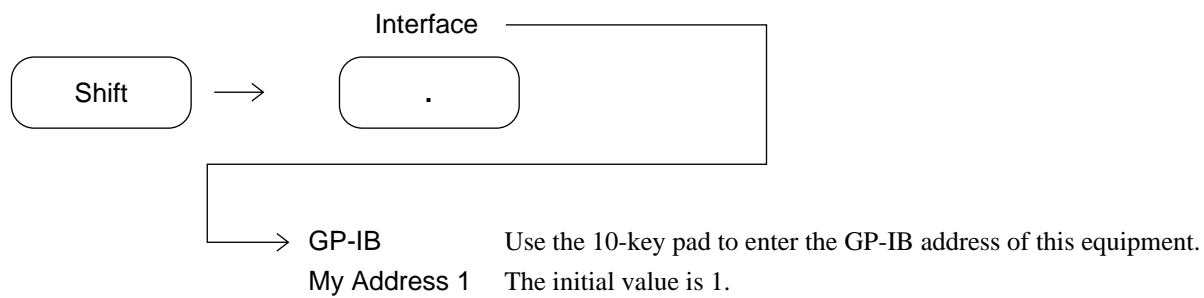 Interface
Shift
.
GP-IB Use the 10-key pad to enter the GP-IB address of this equipment.
My Address 1 The initial value is 1.